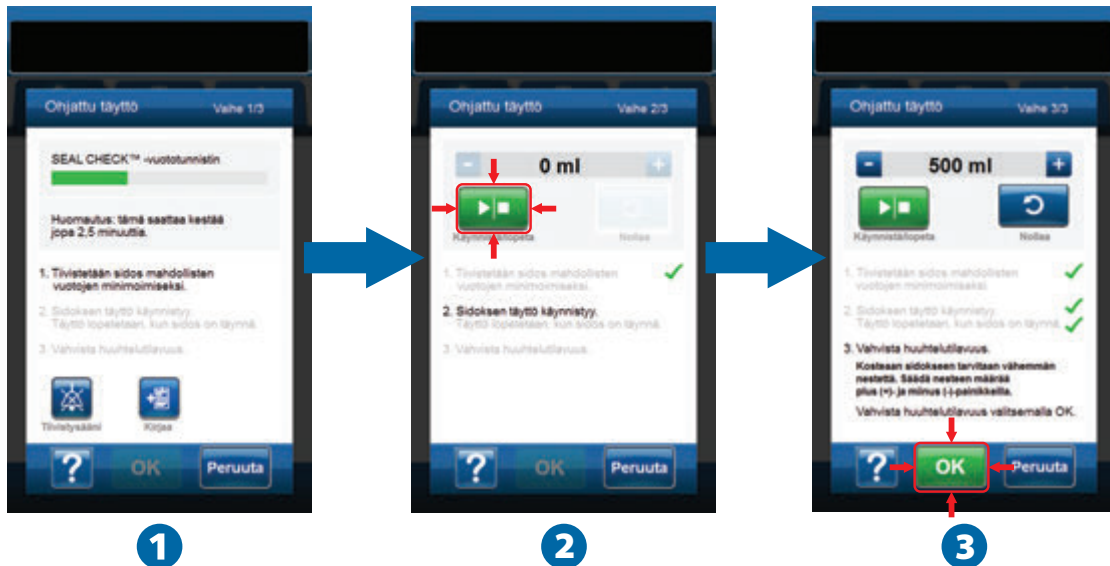 Ohjattu täyttö Vaihe 1/3
SEAL CHECK™ -vuototunnistin
Huomautus: tämä saattaa kestää
jopa 2,5 minuuttia.
1. Tiivistetään sidos mahdollisten
vuotojen minimoimiseksi.
2. Sidoksen täyttö käynnistyy.
Täyttö lopetetaan, kun sidos on täynnä.
3. Vahvista huuhtelutilavuus.
Tiivistysääni Kirjaa
? OK Peruuta
1
Ohjattu täyttö Vaihe 2/3
- 0 ml +
Käynnistä/lopeta Nollaa
1. Tiivistetään sidos mahdollisten
vuotojen minimoimiseksi.
2. Sidoksen täyttö käynnistyy.
Täyttö lopetetaan, kun sidos on täynnä.
3. Vahvista huuhtelutilavuus.
? OK Peruuta
2
Ohjattu täyttö Vaihe 3/3
- 500 ml +
Käynnistä/lopeta Nollaa
1. Tiivistetään sidos mahdollisten
vuotojen minimoimiseksi.
2. Sidoksen täyttö käynnistyy.
Täyttö lopetetaan, kun sidos on täynnä.
3. Vahvista huuhtelutilavuus.
Kosteaan sidokseen tarvitaan vähemmän
nestettä. Säädä nesteen määrää
plus (+)- ja miinus (-)-painikkeilla.
Vahvista huuhtelutilavuus valitsemalla OK.
? OK Peruuta
3